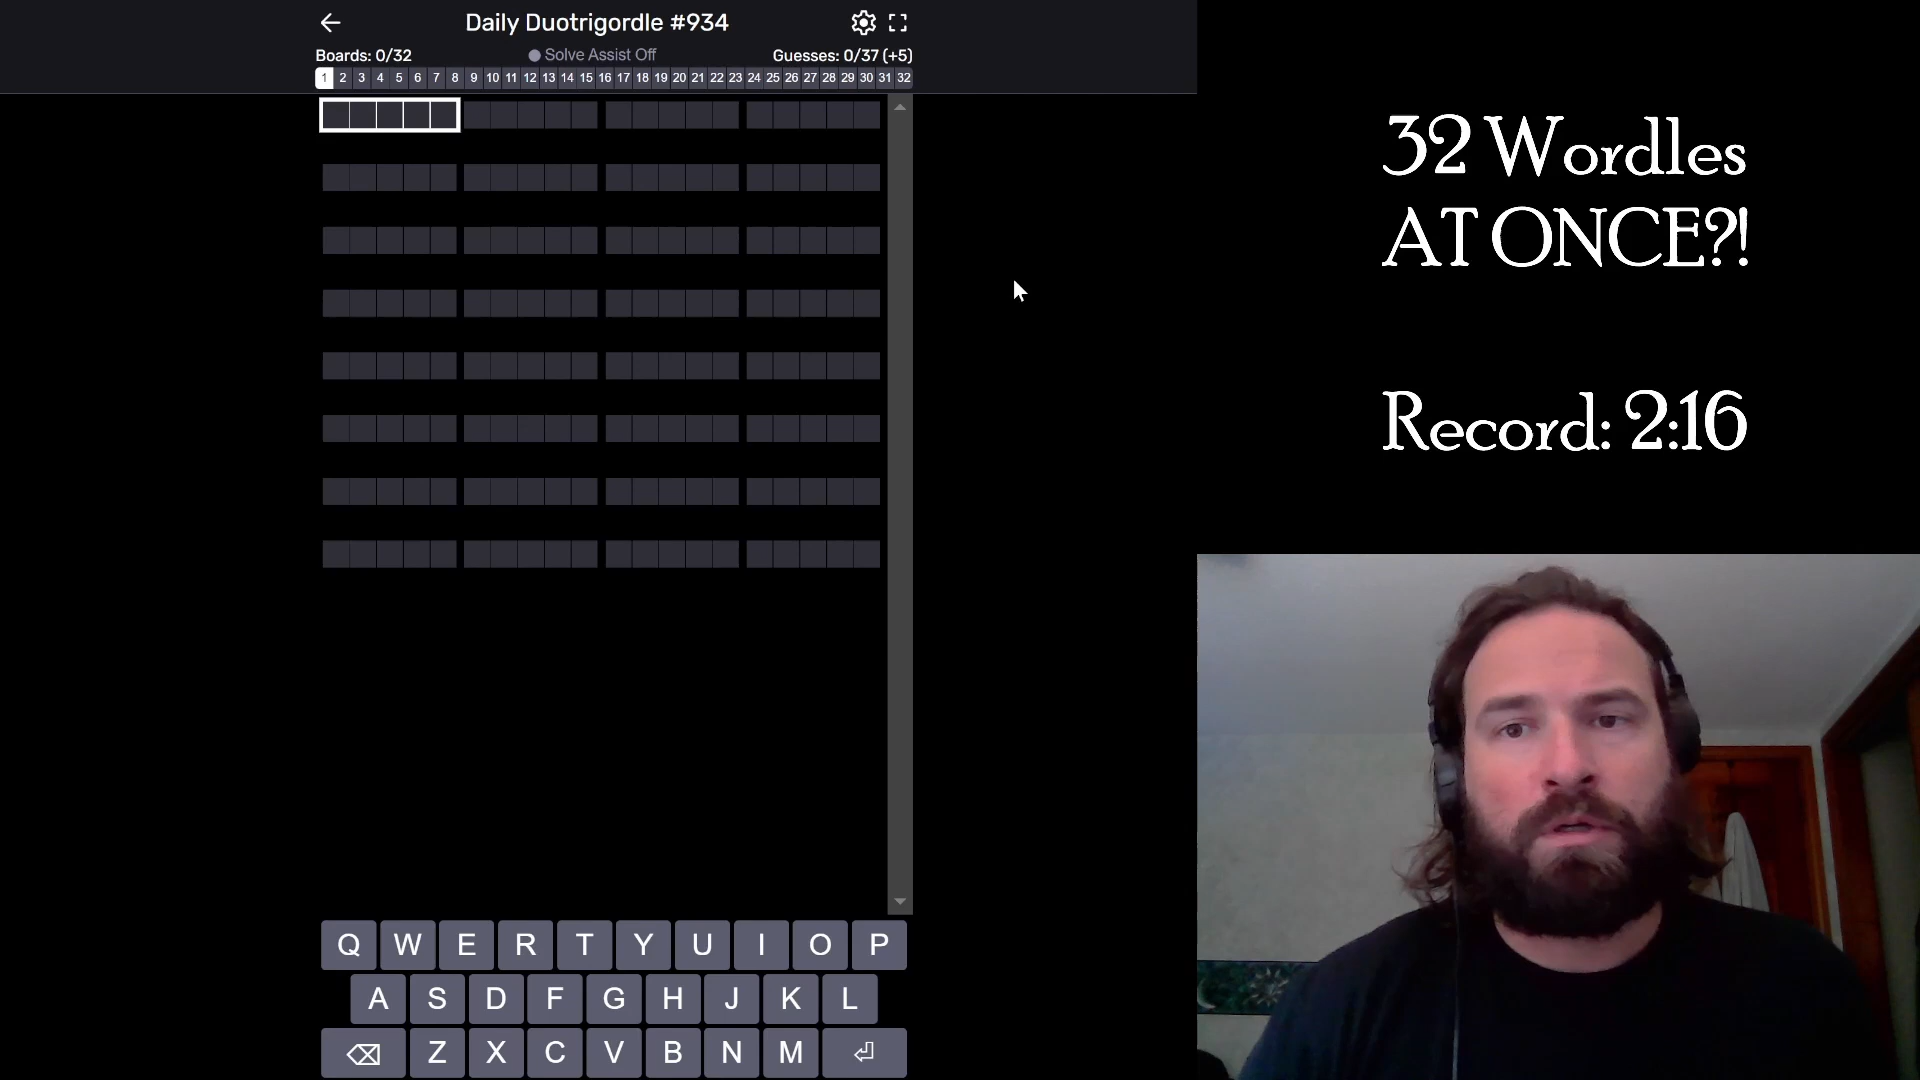 Daily Duotrigordle #934
Boards: 0/32
Solve Assist Off
Guesses: 0/37 (+5)
1 2 3 4 5 6 7 8 9 10 11 12 13 14 15 16 17 18 19 20 21 22 23 24 25 26 27 28 29 30 31 32
32 Wordles
AT ONCE?!
Record: 2:16
Q W E R T Y U I O P
A S D F G H J K L
Z X C V B N M